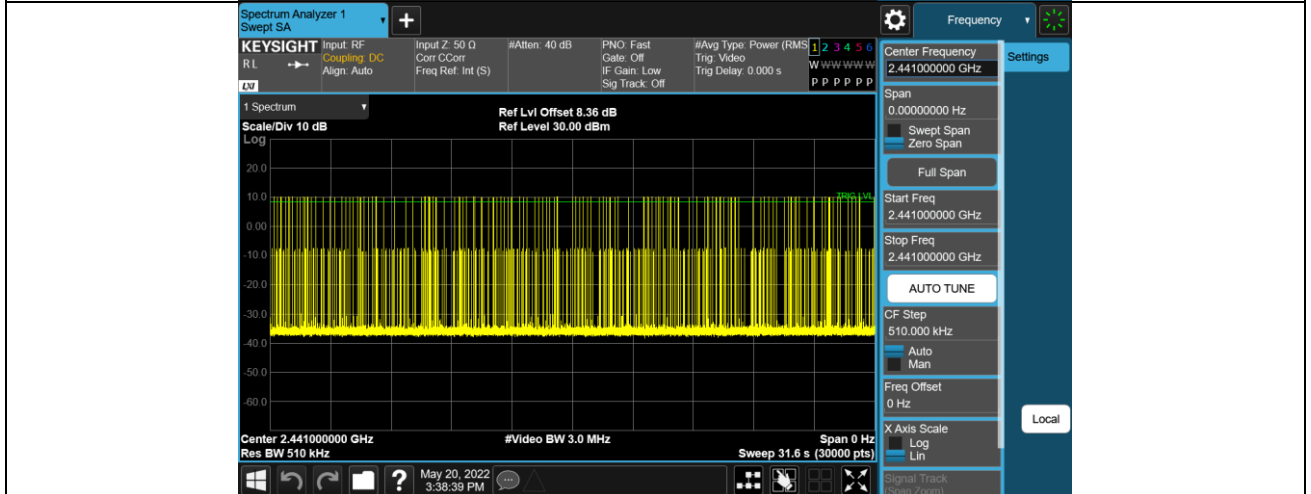 Spectrum Analyzer 1
Swept SA
+
Frequency
KEYSIGHT
RL
LXI
Input: RF
Coupling: DC
Align: Auto
Input Z: 50 Ω
Corr CCorr
Freq Ref: Int (S)
#Atten: 40 dB
PNO: Fast
Gate: Off
IF Gain: Low
Sig Track: Off
#Avg Type: Power (RMS
Trig: Video
Trig Delay: 0.000 s
1 2 3 4 5 6
W W W W W W
P P P P P P
1 Spectrum
Scale/Div 10 dB
Log
Ref Lvl Offset 8.36 dB
Ref Level 30.00 dBm
20.0
10.0
TRIG LVL
0.00
-10.0
-20.0
-30.0
-40.0
-50.0
-60.0
Center 2.441000000 GHz
#Video BW 3.0 MHz
Span 0 Hz
Res BW 510 kHz
Sweep 31.6 s (30000 pts)
?
May 20, 2022
3:38:39 PM
Center Frequency
2.441000000 GHz
Settings
Span
0.00000000 Hz
Swept Span
Zero Span
Full Span
Start Freq
2.441000000 GHz
Stop Freq
2.441000000 GHz
AUTO TUNE
CF Step
510.000 kHz
Auto
Man
Freq Offset
0 Hz
Local
X Axis Scale
Log
Lin
Signal Track
(Span Zoom)